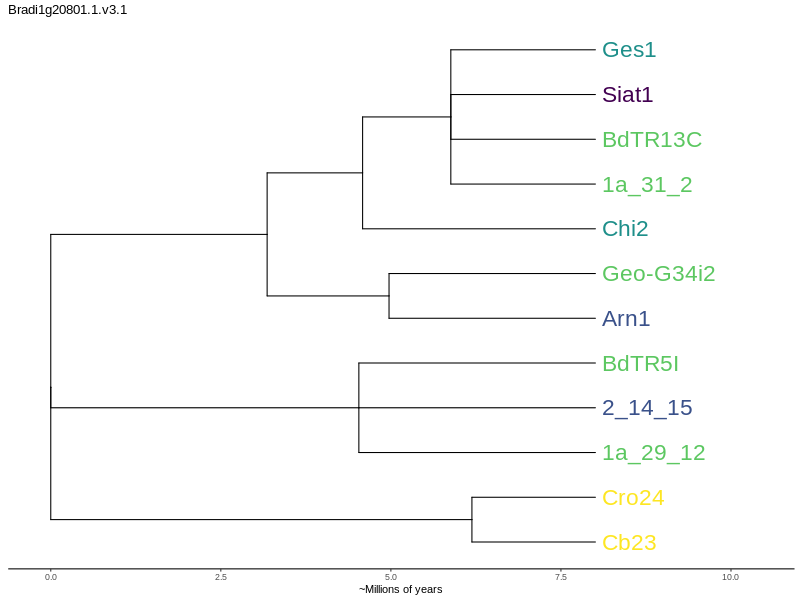 Bradi1g20801.1.v3.1
Ges1
Siat1
BdTR13C
1a_31_2
Chi2
Geo-G34i2
Arn1
BdTR5I
2_14_15
1a_29_12
Cro24
Cb23
0.0 2.5 5.0 7.5 10.0
~Millions of years